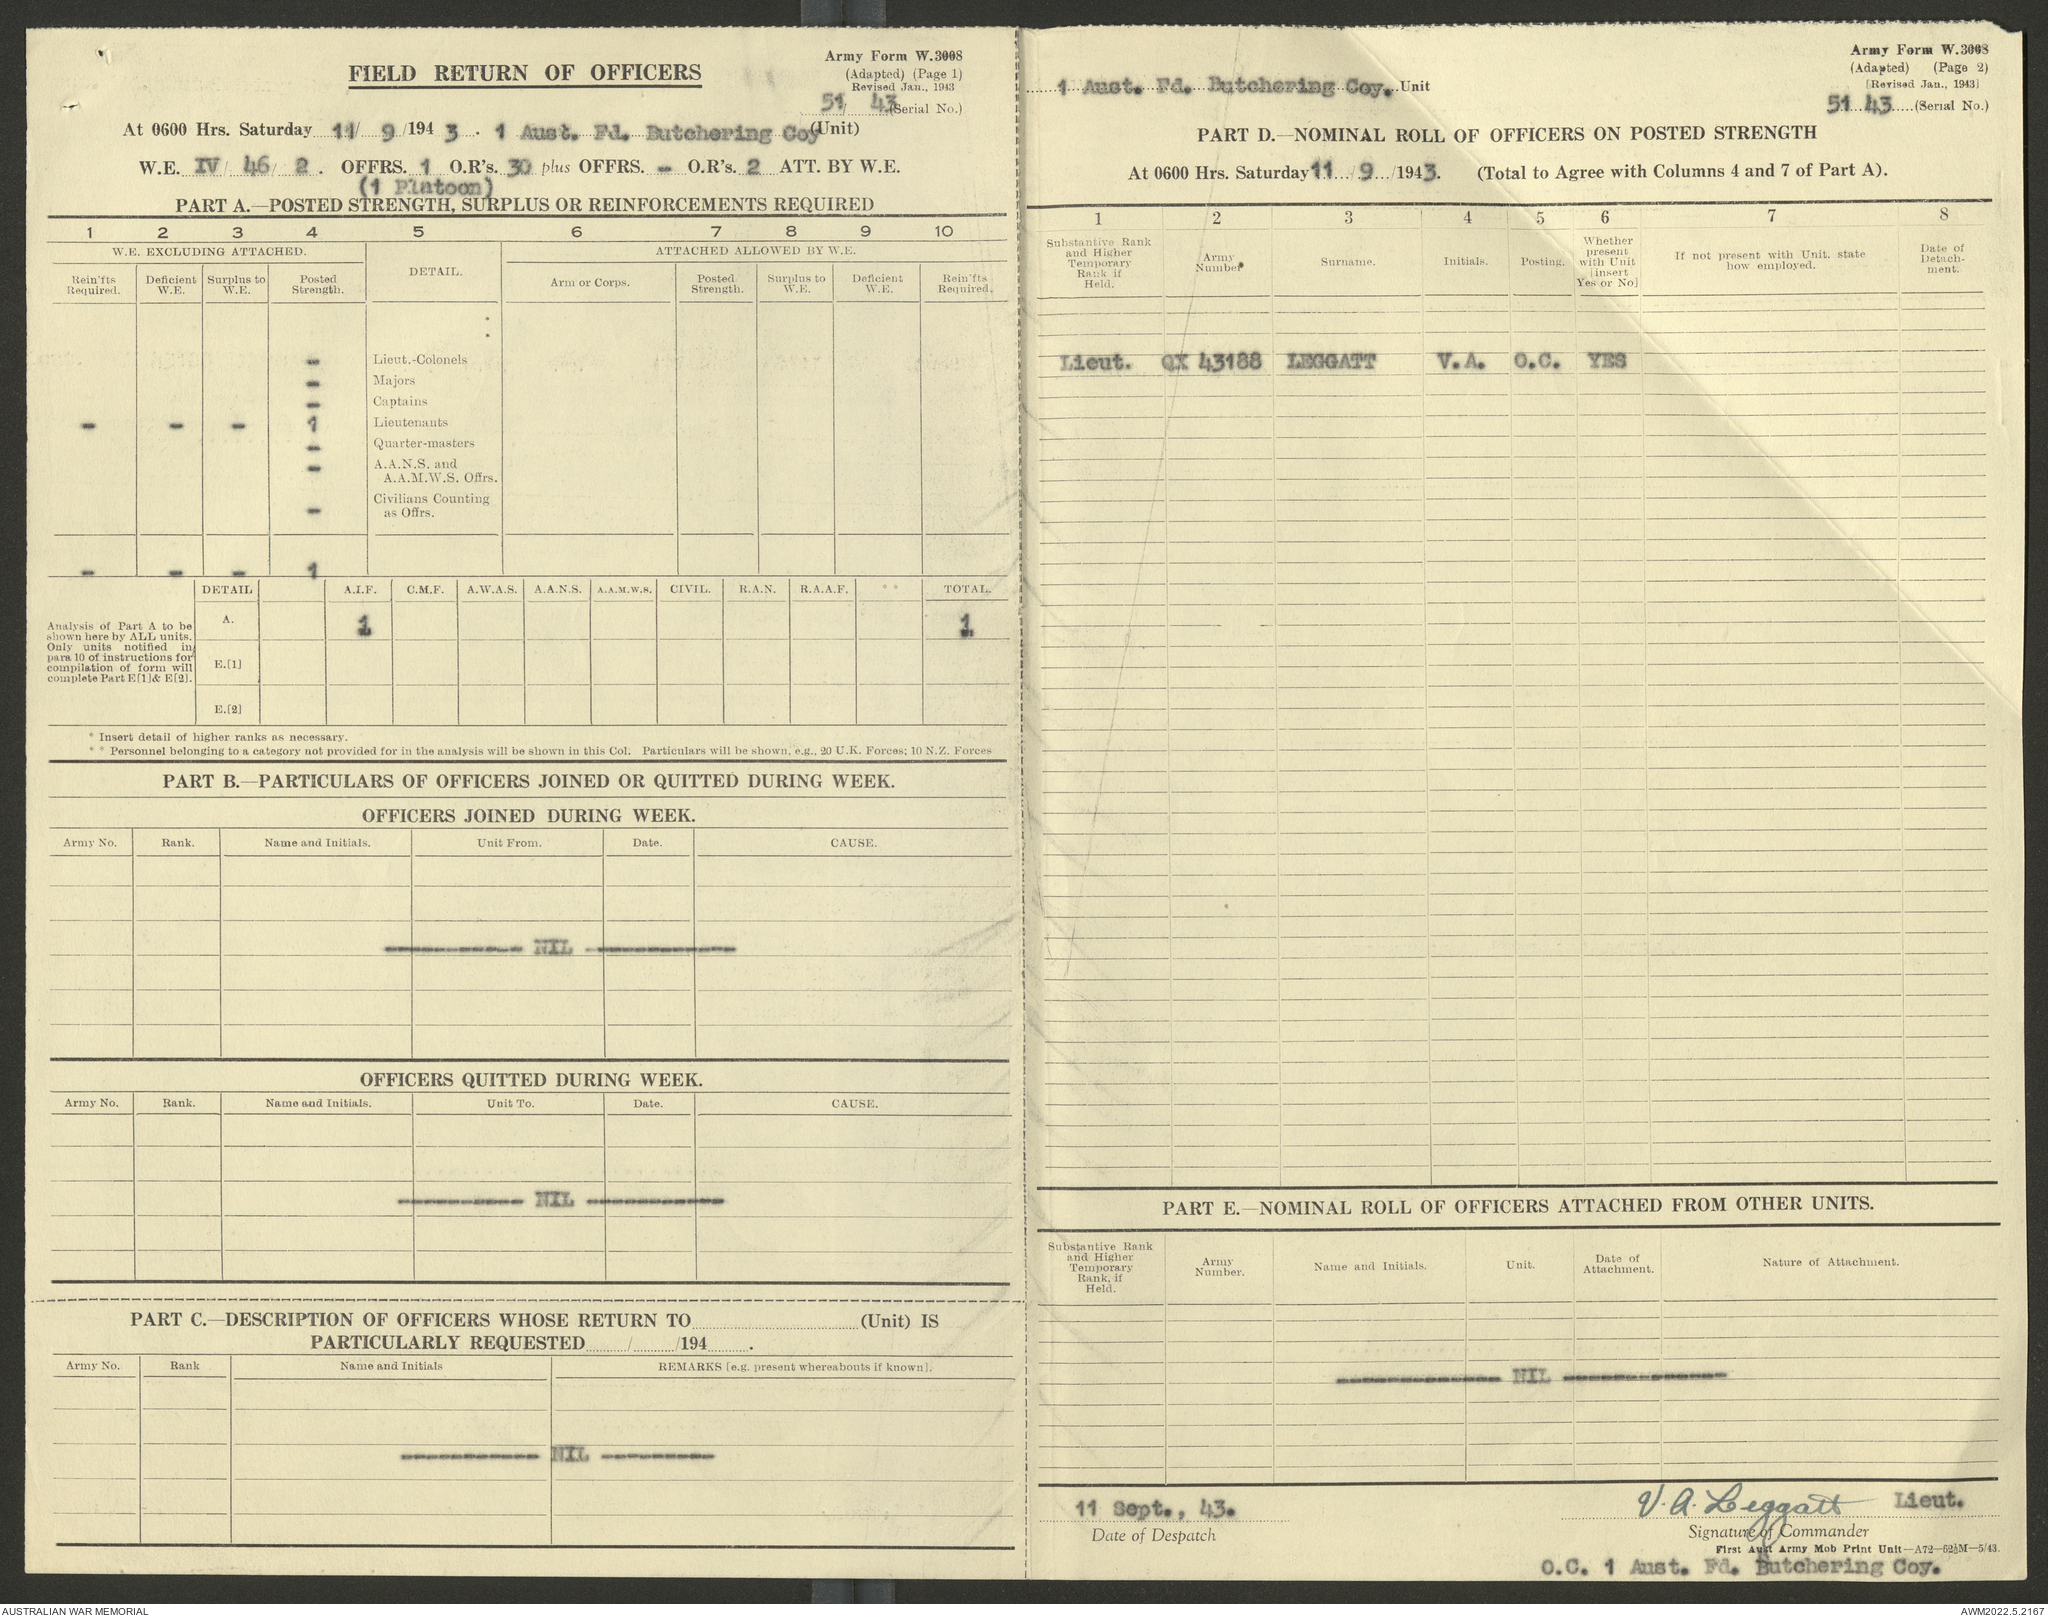 Army Form W.3008
FIELD RETURN OF OFFICERS
(Adapted) (Page 1)
Revised Jan., 1943
51/ 43 (Serial No.)
At 0600 Hrs. Saturday 11/ 9 /194 3 . 1 Aust. Fd. Butchering Coy (Unit)
W.E. IV/ 46/ 2 . OFFRS. 1 O.R's. 30 plus OFFRS. - O.R's. 2 ATT. BY W.E.
(1 Platoon)
PART A.—POSTED STRENGTH, SURPLUS OR REINFORCEMENTS REQUIRED
1 2 3 4 5 6 7 8 9 10
W.E. EXCLUDING ATTACHED. DETAIL. ATTACHED ALLOWED BY W.E.
Rein'fts Required. Deficient W.E. Surplus to W.E. Posted Strength. Arm or Corps. Posted Strength. Surplus to W.E. Deficient W.E. Rein'fts Required.
- Lieut.-Colonels
- Majors
- Captains
- - - 1 Lieutenants
- Quarter-masters
- A.A.N.S. and
A.A.M.W.S. Offrs.
- Civilians Counting
as Offrs.
- - - 1
DETAIL A.I.F. C.M.F. A.W.A.S. A.A.N.S. A.A.M.W.S. CIVIL. R.A.N. R.A.A.F. * * TOTAL.
Analysis of Part A to be
shown here by ALL units.
Only units notified in
para 10 of instructions for
compilation of form will
complete Part E[1]& E[2].
A. 1 1
E.[1]
E.[2]
* Insert detail of higher ranks as necessary.
* * Personnel belonging to a category not provided for in the analysis will be shown in this Col. Particulars will be shown, e.g., 20 U.K. Forces; 10 N.Z. Forces
PART B.—PARTICULARS OF OFFICERS JOINED OR QUITTED DURING WEEK.
OFFICERS JOINED DURING WEEK.
Army No. Rank. Name and Initials. Unit From. Date. CAUSE.
---------- NIL ----------
OFFICERS QUITTED DURING WEEK.
Army No. Rank. Name and Initials. Unit To. Date. CAUSE.
---------- NIL ----------
PART C.—DESCRIPTION OF OFFICERS WHOSE RETURN TO.................(Unit) IS
PARTICULARLY REQUESTED......../......../194........
Army No. Rank Name and Initials REMARKS [e.g. present whereabouts if known].
---------- NIL ----------
Army Form W.3008
(Adapted) (Page 2)
1 Aust. Fd. Butchering Coy. Unit
[Revised Jan., 1943]
51 43 (Serial No.)
PART D.—NOMINAL ROLL OF OFFICERS ON POSTED STRENGTH
At 0600 Hrs. Saturday 11 / 9 /1943. (Total to Agree with Columns 4 and 7 of Part A).
1 2 3 4 5 6 7 8
Substantive Rank and Higher Temporary Rank if Held. Army Number. Surname. Initials. Posting. Whether present with Unit [insert Yes or No] If not present with Unit, state how employed. Date of Detach-ment.
Lieut. QX 43188 LEGGATT V.A. O.C. YES
PART E.—NOMINAL ROLL OF OFFICERS ATTACHED FROM OTHER UNITS.
Substantive Rank and Higher Temporary Rank, if Held. Army Number. Name and Initials. Unit. Date of Attachment. Nature of Attachment.
---------- NIL ----------
11 Sept., 43. V. A. Leggatt Lieut.
Date of Despatch Signature of Commander
First Aust Army Mob Print Unit—A72—62½M—5/43.
O.C. 1 Aust. Fd. Butchering Coy.
AUSTRALIAN WAR MEMORIAL AWM2022.5.2167